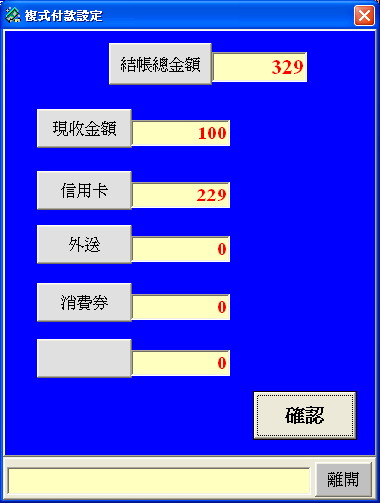 複式付款設定
結帳總金額 329
現收金額 100
信用卡 229
外送 0
消費券 0
0
確認
離開